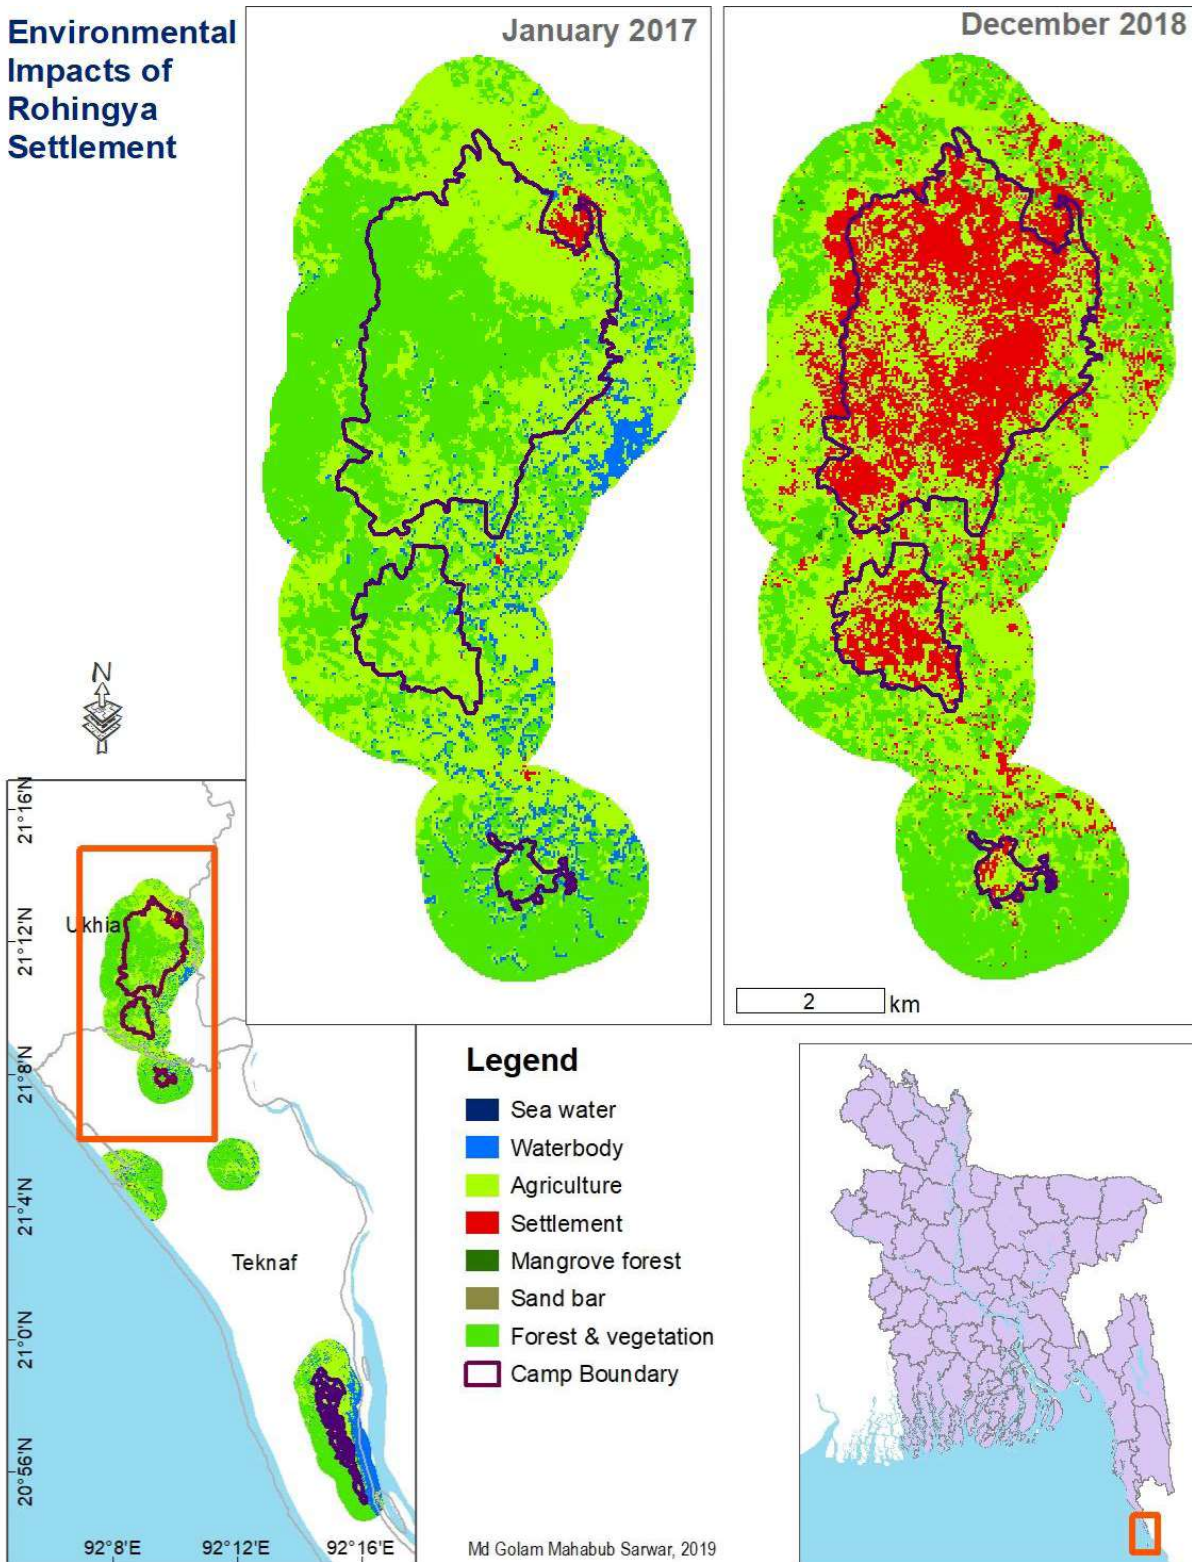 Environmental
Impacts of
Rohingya
Settlement
January 2017
December 2018
N
21°16'N
21°12'N
21°8'N
21°4'N
21°0'N
20°56'N
Ukhia
Teknaf
92°8'E
92°12'E
92°16'E
2
km
Legend
Sea water
Waterbody
Agriculture
Settlement
Mangrove forest
Sand bar
Forest & vegetation
Camp Boundary
Md Golam Mahabub Sarwar, 2019